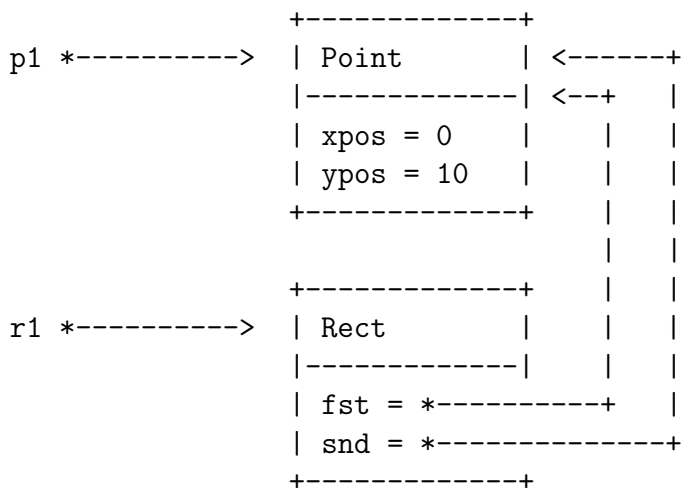 +-------------+
p1 *---------->  | Point       | <------+
                |-------------| <--+   |
                | xpos = 0    |    |   |
                | ypos = 10   |    |   |
                +-------------+    |   |
                                   |   |
                +-------------+    |   |
r1 *---------->  | Rect        |    |   |
                |-------------|    |   |
                | fst = *----------+   |
                | snd = *--------------+
                +-------------+